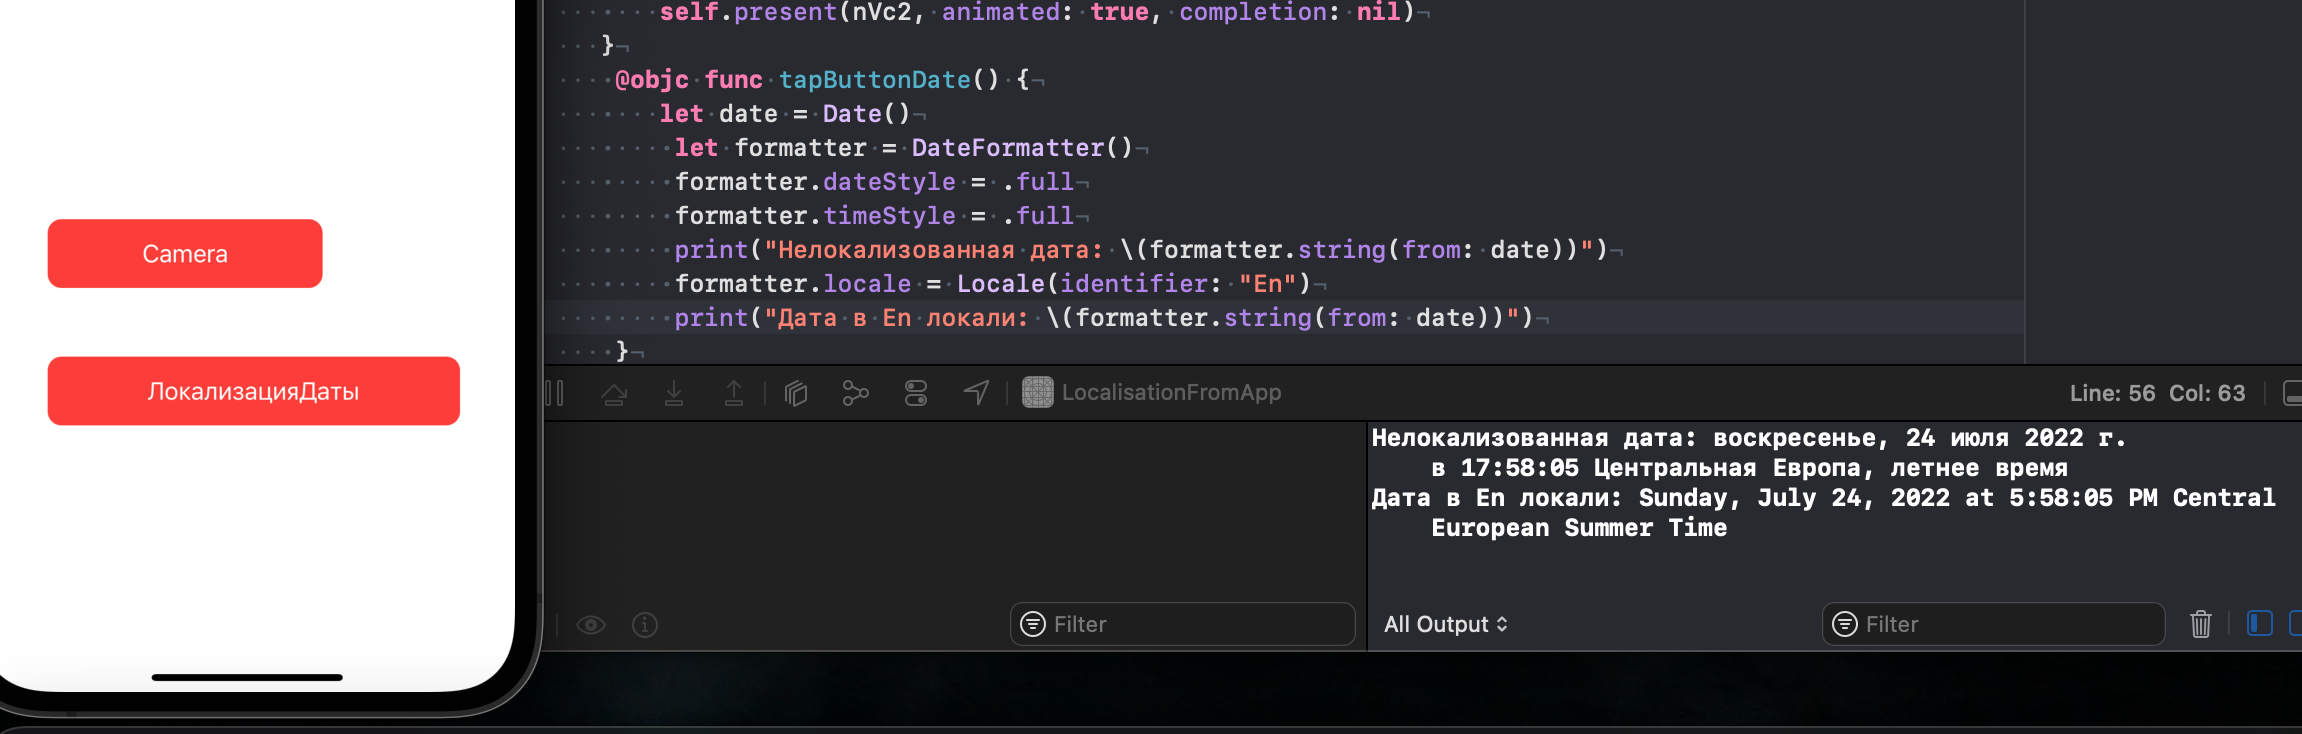 self.present(nVc2, animated: true, completion: nil)
}
@objc func tapButtonDate() {
let date = Date()
let formatter = DateFormatter()
formatter.dateStyle = .full
formatter.timeStyle = .full
print("Нелокализованная дата: \(formatter.string(from: date))")
formatter.locale = Locale(identifier: "En")
print("Дата в En локали: \(formatter.string(from: date))")
}
Camera
ЛокализацияДаты
LocalisationFromApp
Line: 56 Col: 63
Нелокализованная дата: воскресенье, 24 июля 2022 г.
в 17:58:05 Центральная Европа, летнее время
Дата в En локали: Sunday, July 24, 2022 at 5:58:05 PM Central
European Summer Time
Filter
All Output
Filter